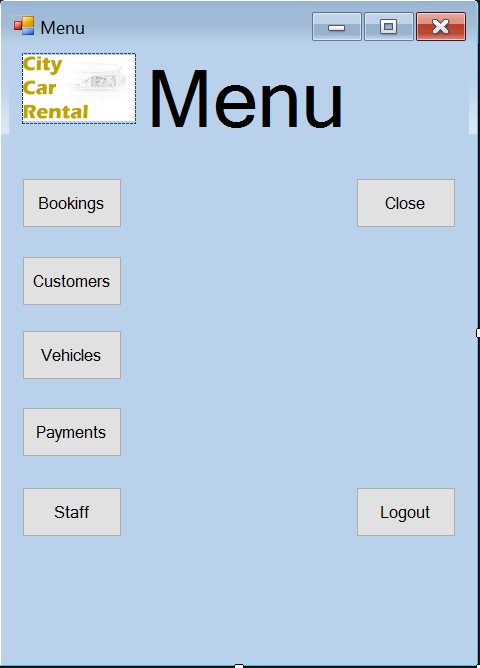 Menu
City
Car
Rental
Menu
Bookings
Close
Customers
Vehicles
Payments
Staff
Logout